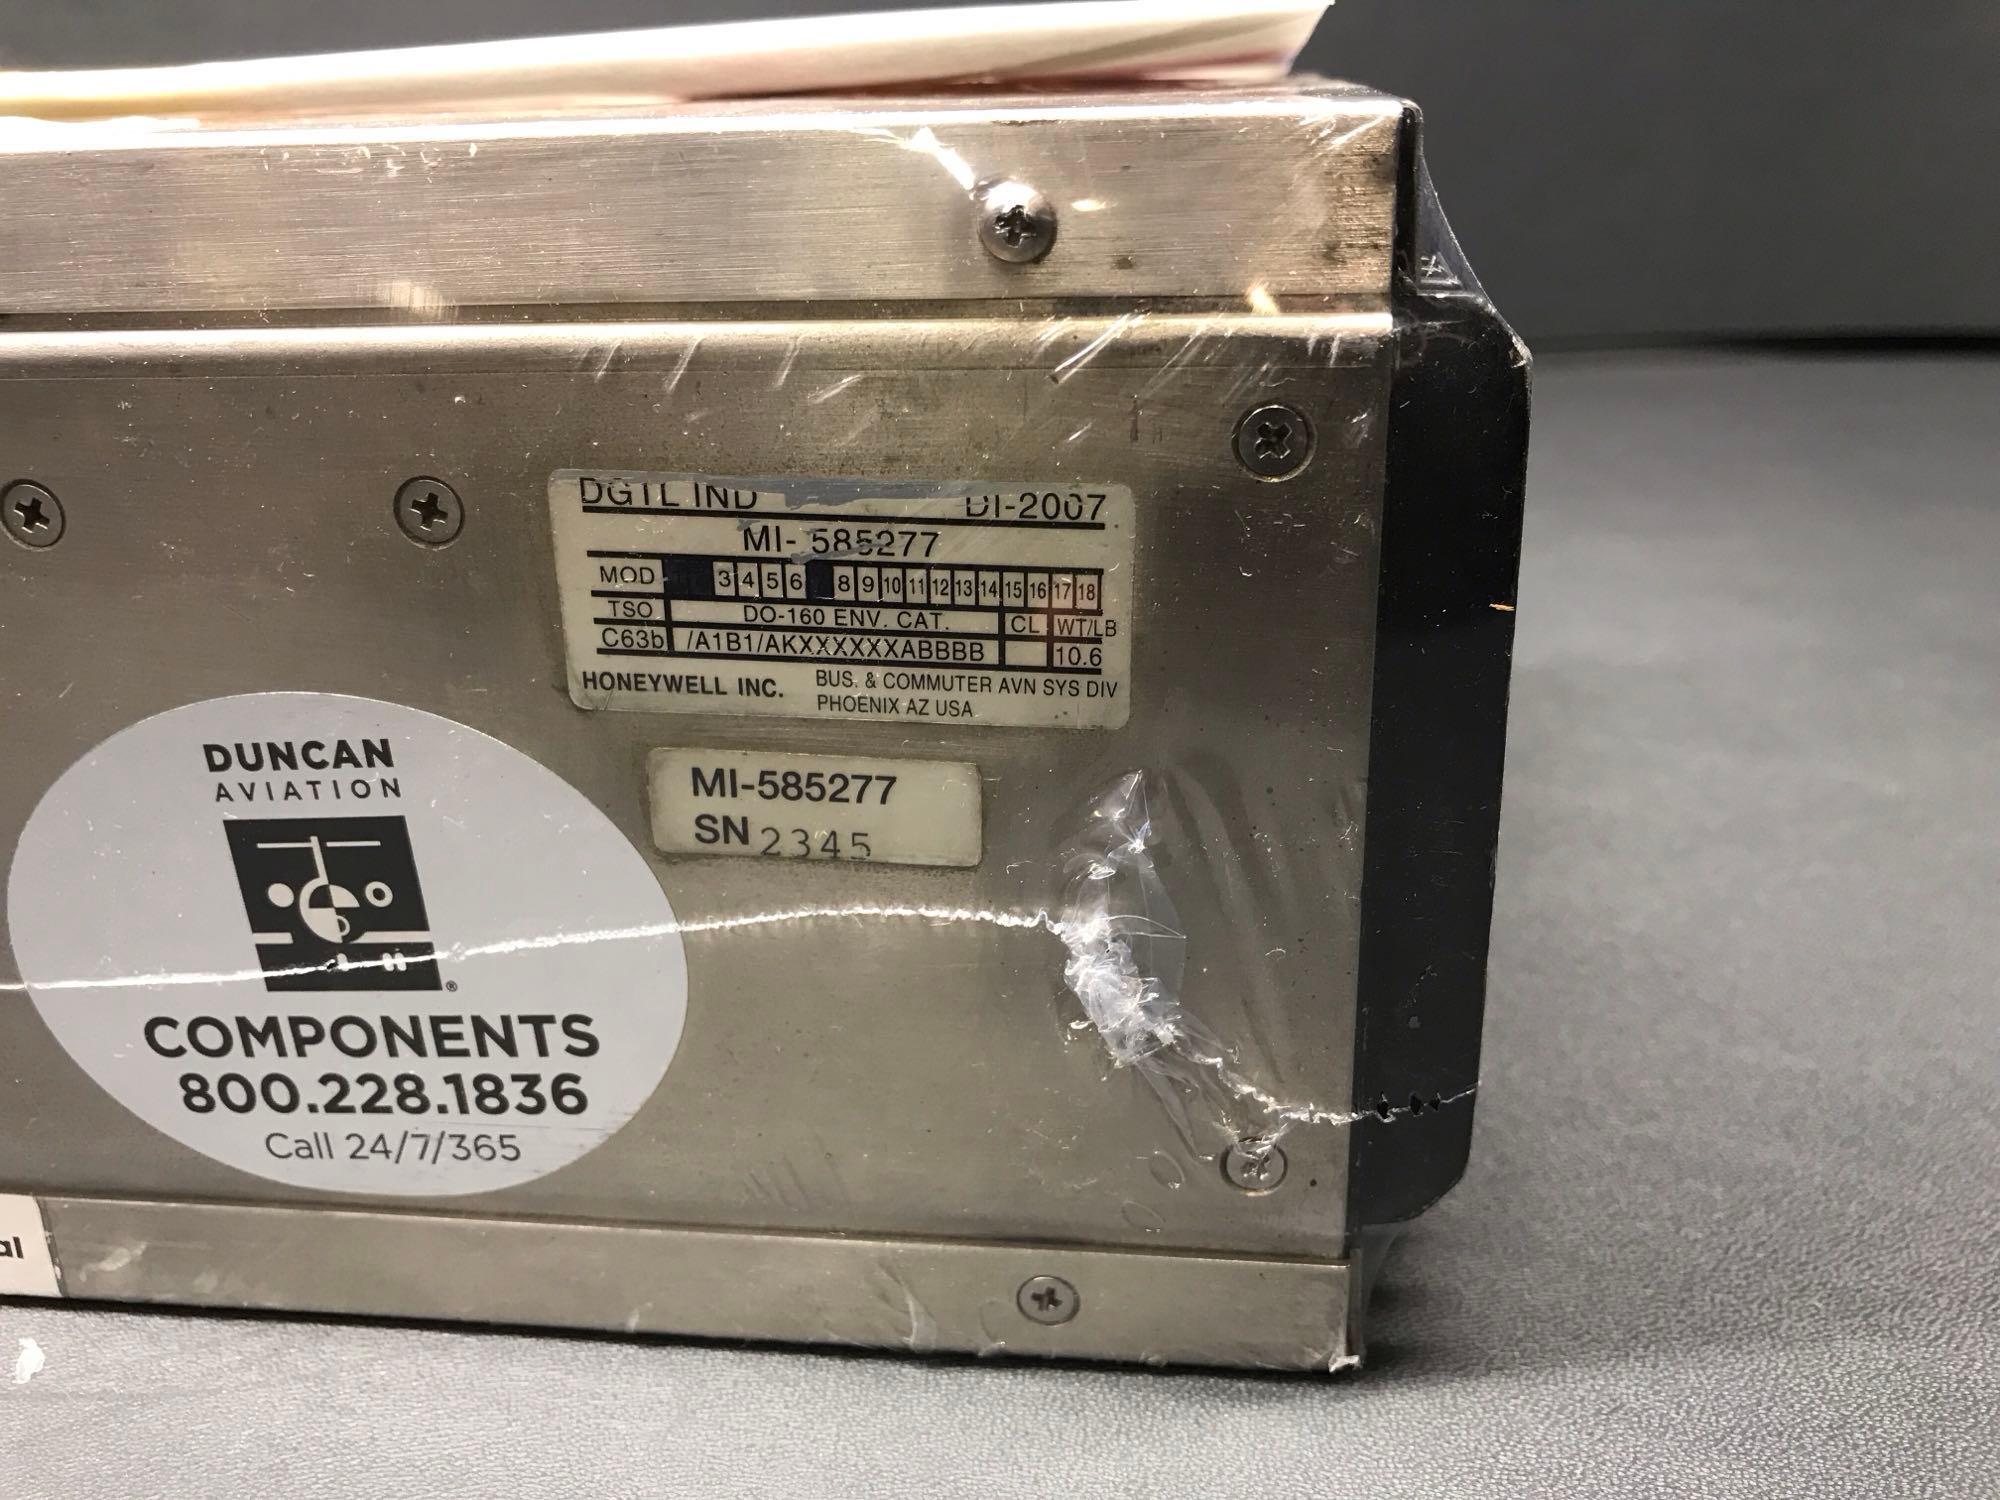 DGTL IND DI-2007
MI- 585277
MOD 3 4 5 6 8 9 10 11 12 13 14 15 16 17 18
TSO DO-160 ENV. CAT. CL WT/LB
C63b /A1B1/AKXXXXXXABBBB 10.6
HONEYWELL INC. BUS. & COMMUTER AVN SYS DIV
PHOENIX AZ USA
MI-585277
SN 2345
DUNCAN
AVIATION
®
COMPONENTS
800.228.1836
Call 24/7/365
al